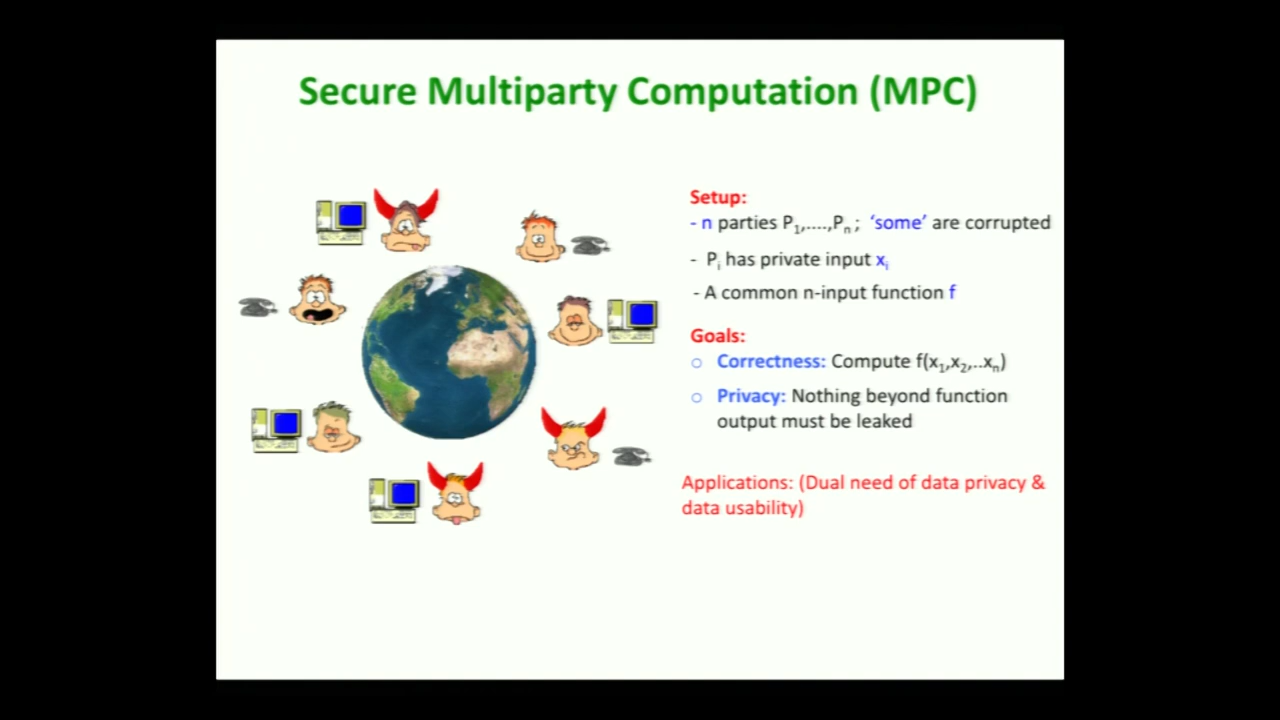 Secure Multiparty Computation (MPC)
Setup:
- n parties P₁,....,Pₙ ; ‘some’ are corrupted
- Pᵢ has private input xᵢ
- A common n-input function f
Goals:
o Correctness: Compute f(x₁,x₂,..xₙ)
o Privacy: Nothing beyond function
output must be leaked
Applications: (Dual need of data privacy &
data usability)